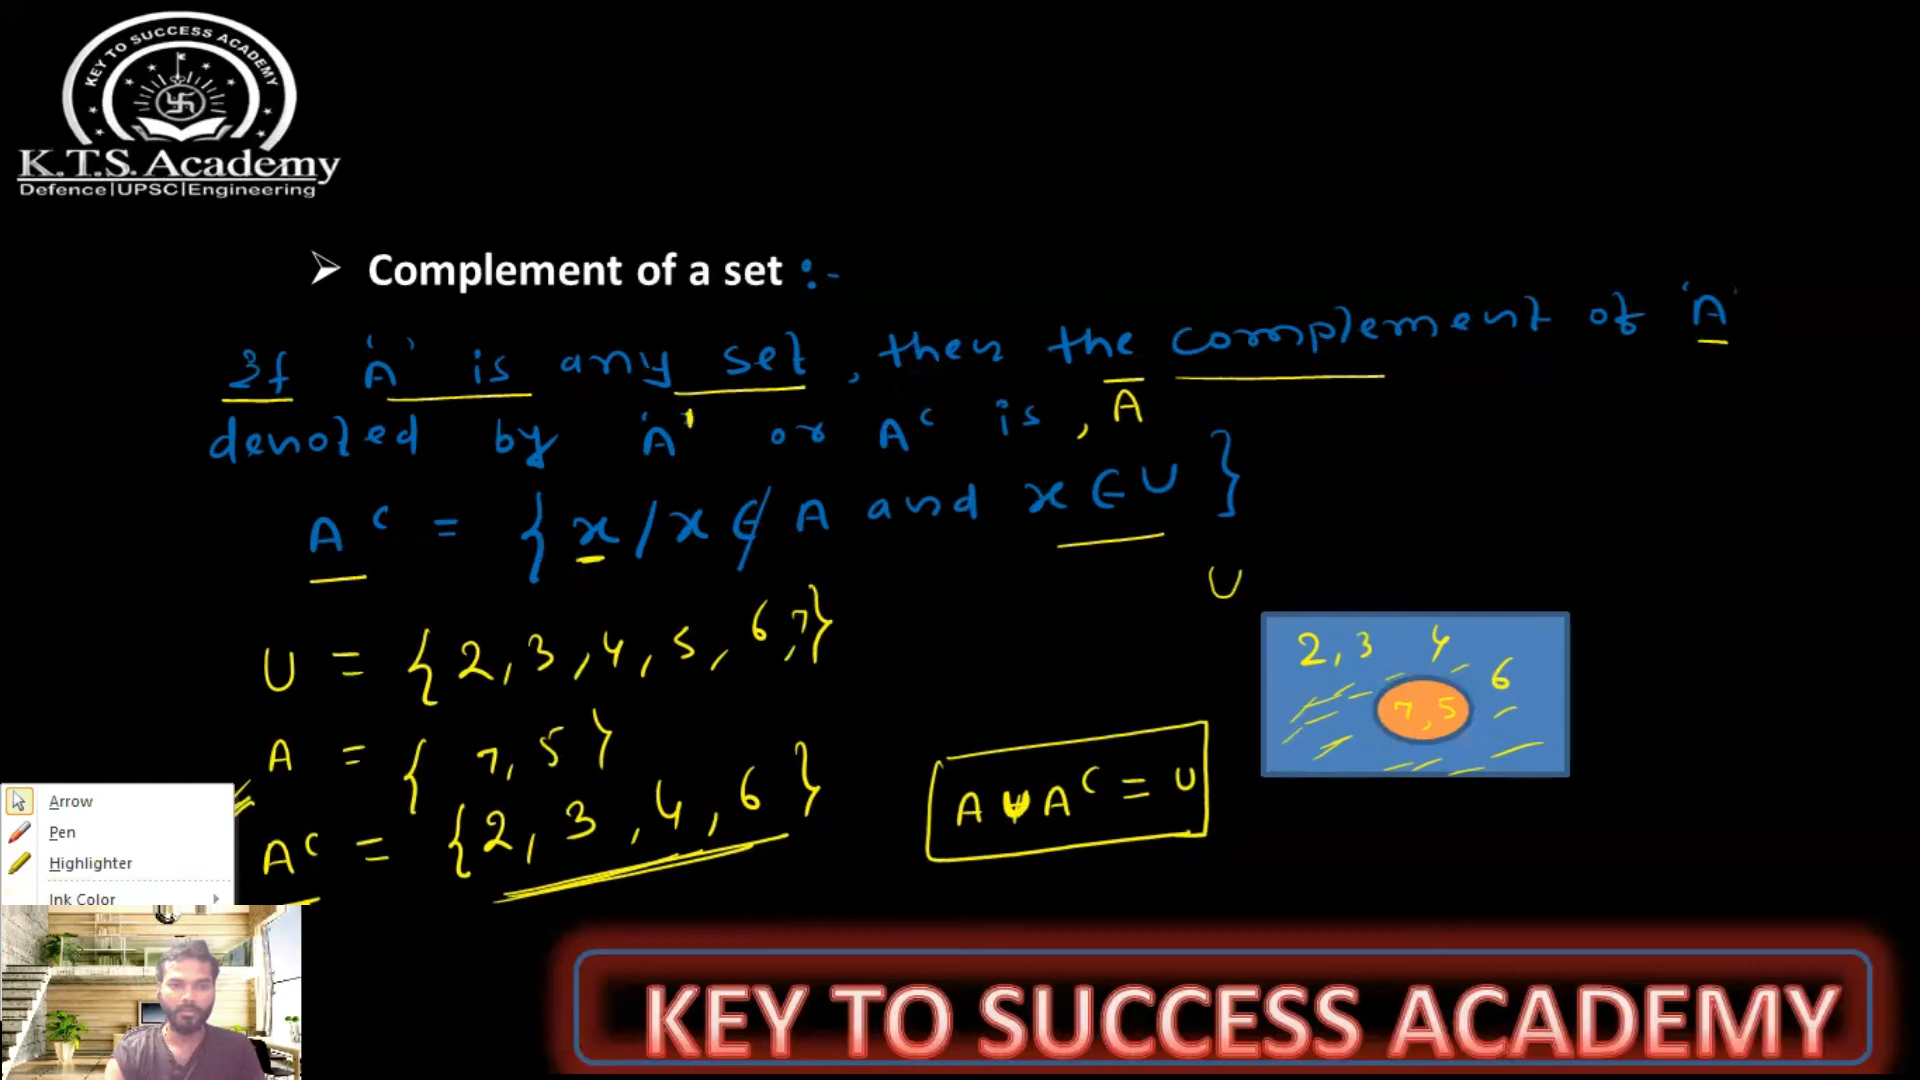 KEY TO SUCCESS ACADEMY
K.T.S. Academy
Defence|UPSC|Engineering
➢ Complement of a set :-
If 'A' is any set, then the complement of 'A'
denoted by A' or Aᶜ is, A̅
Aᶜ = { x / x ∉ A and x ∈ U }
U
U = {2, 3, 4, 5, 6, 7}
2, 3 4
6
7, 5
A = { 7, 5 }
A ∪ Aᶜ = U
Aᶜ = {2, 3, 4, 6 }
Arrow
Pen
Highlighter
Ink Color
KEY TO SUCCESS ACADEMY